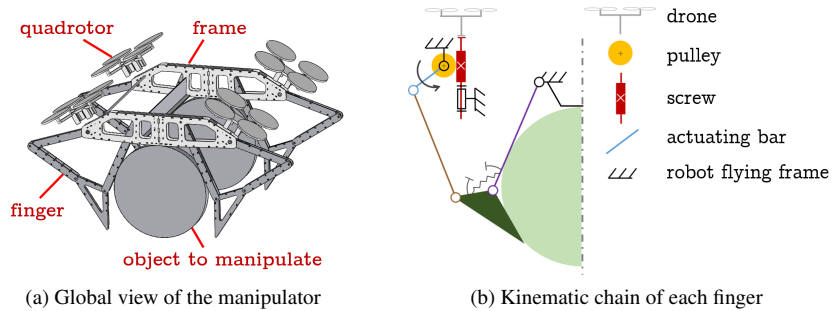 quadrotor
frame
finger
object to manipulate
(a) Global view of the manipulator
drone
pulley
screw
actuating bar
robot flying frame
(b) Kinematic chain of each finger